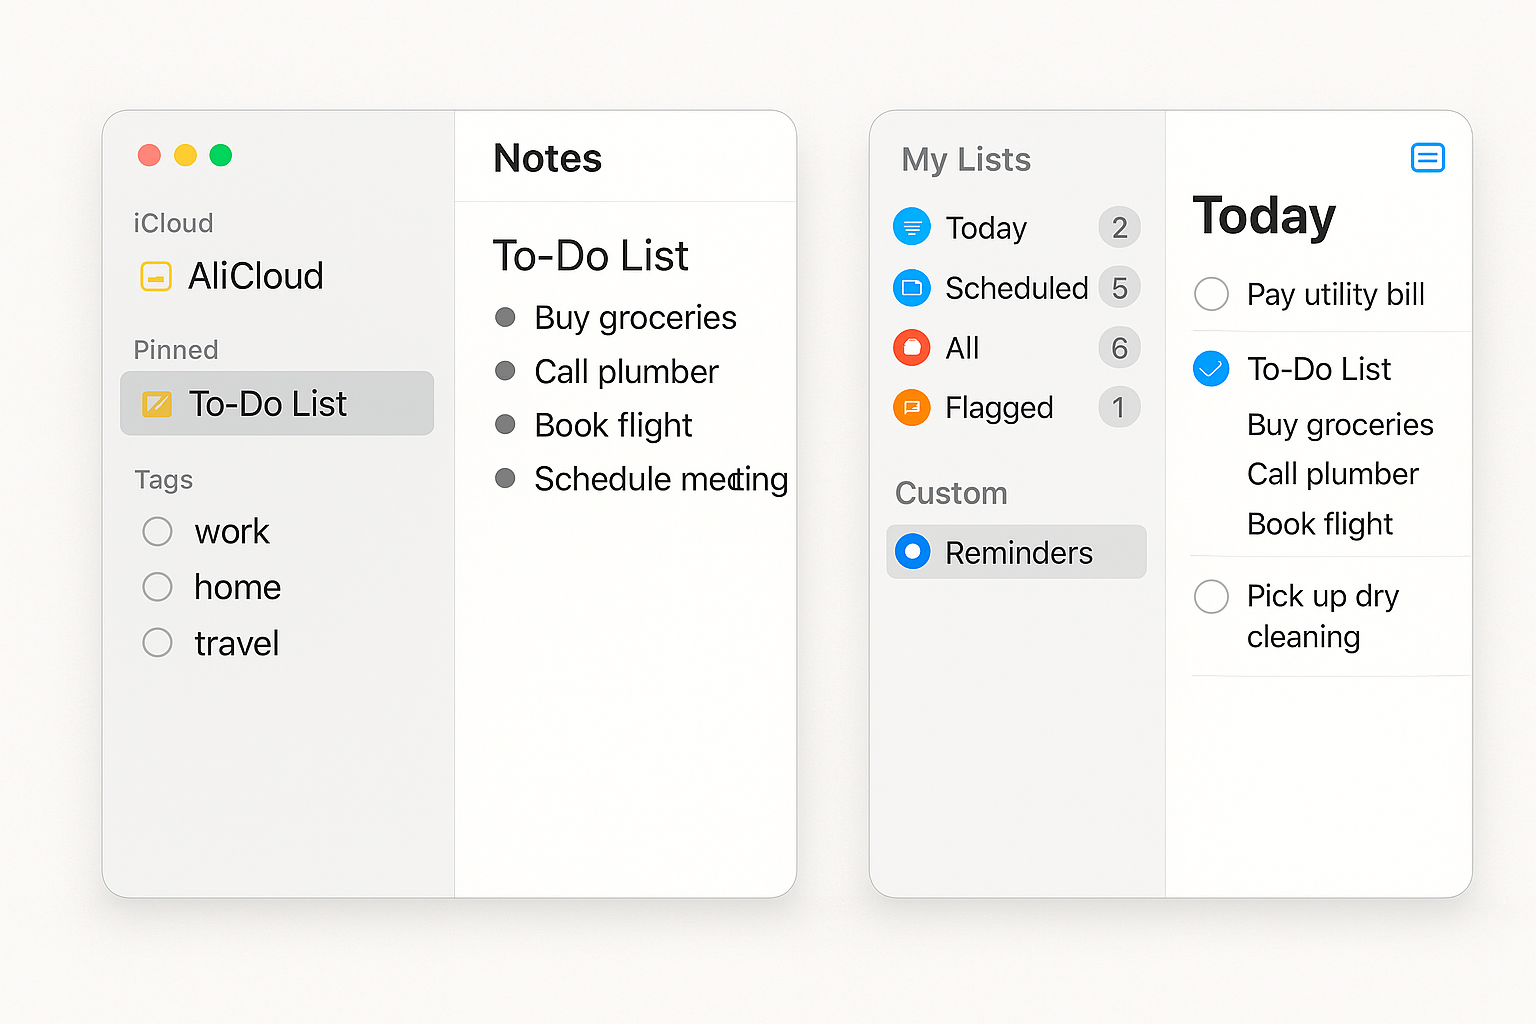 iCloud
AliCloud
Pinned
To-Do List
Tags
work
home
travel
Notes
To-Do List
Buy groceries
Call plumber
Book flight
Schedule
My Lists
Today 2
Scheduled 5
All 6
Flagged 1
Custom
Reminders
Today
Pay utility bill
To-Do List
Buy groceries
Call plumber
Book flight
Pick up dry
cleaning